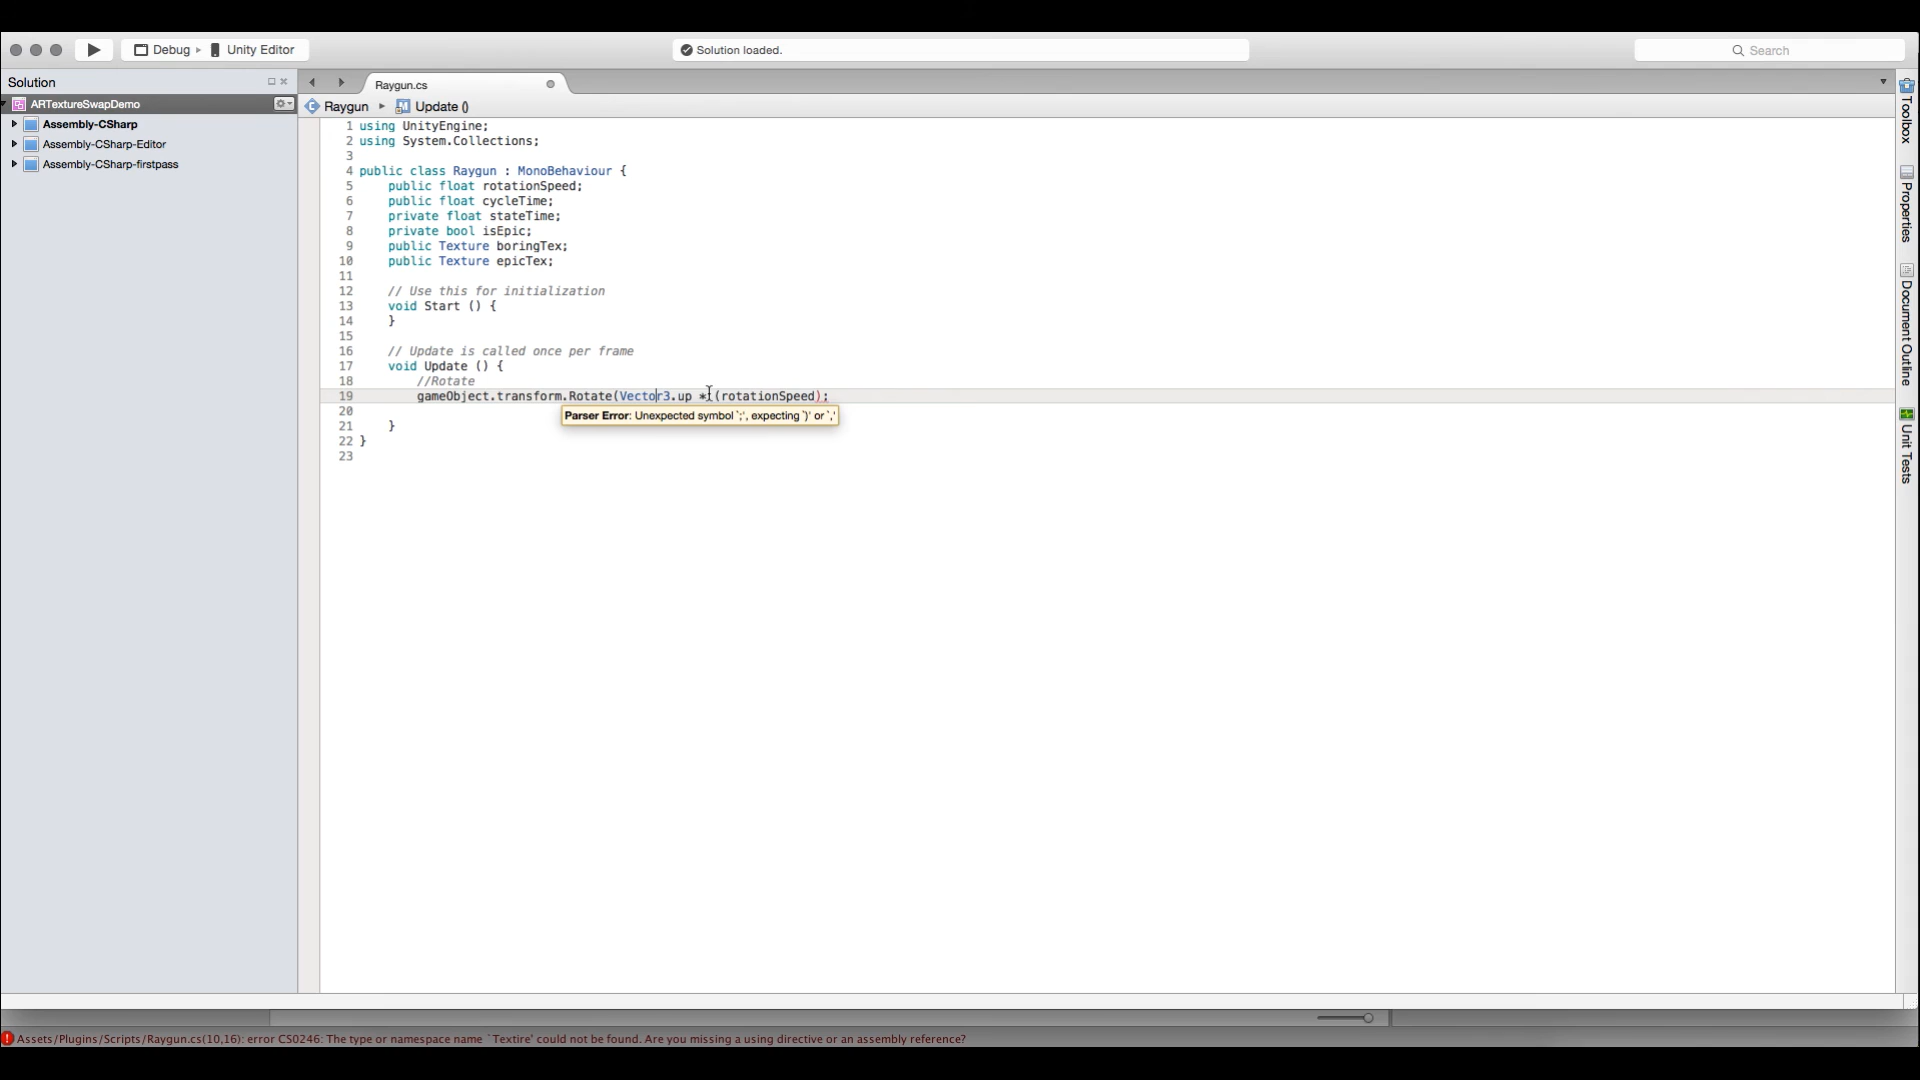 Debug
Unity Editor
Solution loaded.
Search
Solution
ARTextureSwapDemo
Assembly-CSharp
Assembly-CSharp-Editor
Assembly-CSharp-firstpass
Raygun.cs
Raygun
Update ()
1 using UnityEngine;
2 using System.Collections;
3
4 public class Raygun : MonoBehaviour {
5 public float rotationSpeed;
6 public float cycleTime;
7 private float stateTime;
8 private bool isEpic;
9 public Texture boringTex;
10 public Texture epicTex;
11
12 // Use this for initialization
13 void Start () {
14 }
15
16 // Update is called once per frame
17 void Update () {
18 //Rotate
19 gameObject.transform.Rotate(Vector3.up * (rotationSpeed);
20
Parser Error: Unexpected symbol `;', expecting `)' or `,'
21 }
22 }
23
Toolbox
Properties
Document Outline
Unit Tests
Assets/Plugins/Scripts/Raygun.cs(10,16): error CS0246: The type or namespace name `Textire' could not be found. Are you missing a using directive or an assembly reference?